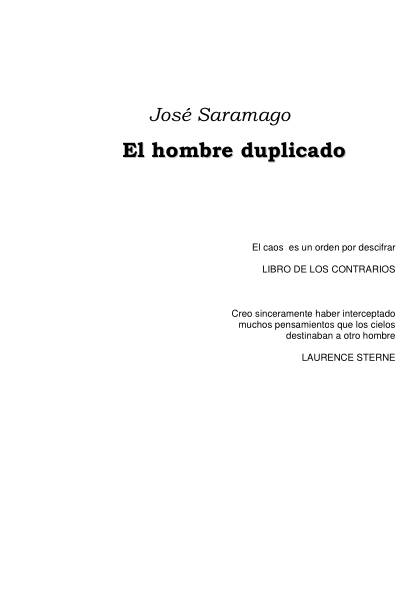 José Saramago
El hombre duplicado
El caos  es un orden por descifrar
LIBRO DE LOS CONTRARIOS
Creo sinceramente haber interceptado
muchos pensamientos que los cielos
destinaban a otro hombre
LAURENCE STERNE